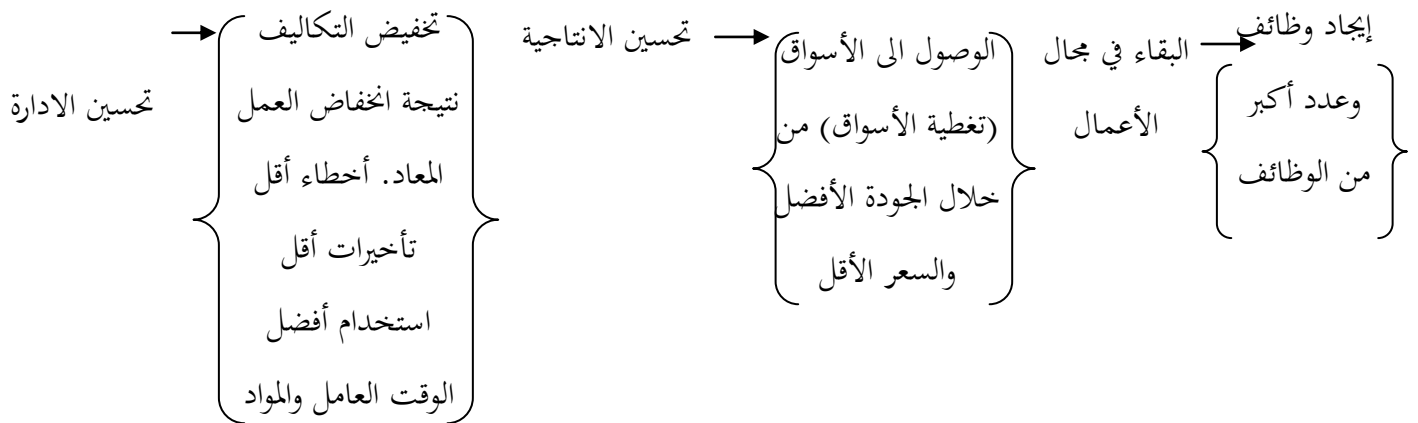 تحسين الادارة
تخفيض التكاليف
نتيجة انخفاض العمل
المعاد. أخطاء أقل
تأخيرات أقل
استخدام أفضل
الوقت العامل والمواد
تحسين الانتاجية
الوصول الى الأسواق
(تغطية الأسواق) من
خلال الجودة الأفضل
والسعر الأقل
البقاء في مجال
الأعمال
إيجاد وظائف
وعدد أكبر
من الوظائف